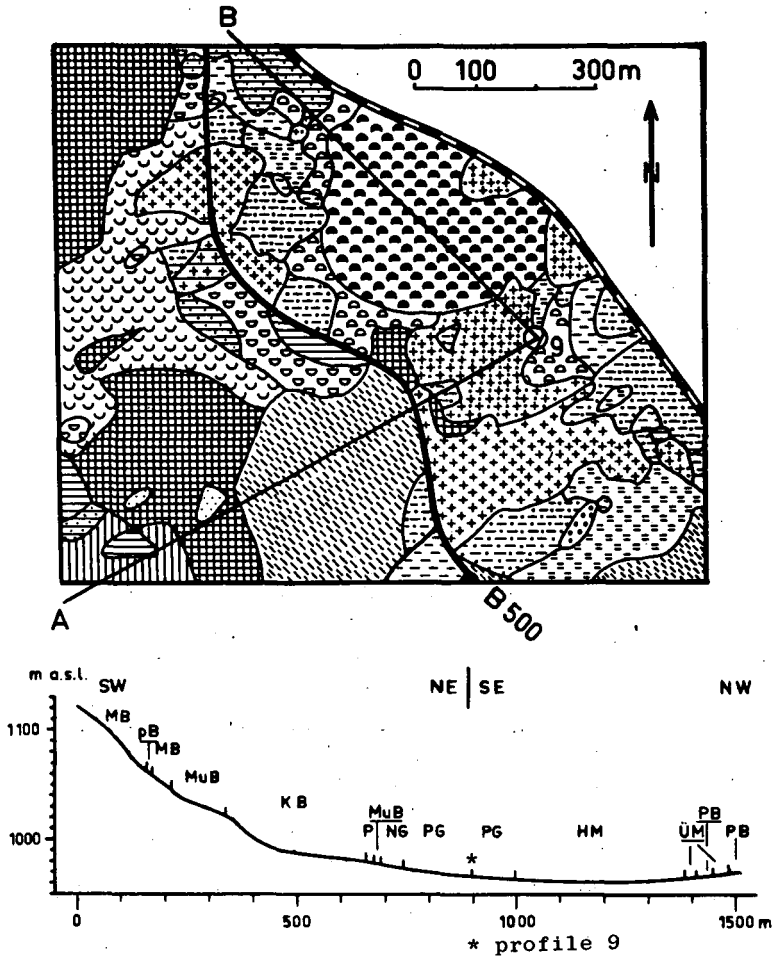 B
0 100 300m
N
9
A
B 500
m a.s.l.
SW NE SE NW
MB
1100
pB
MB
MuB
KB
MuB
P NG PG PG HM
PB
ÜM PB
1000
*
0 500 1000 1500 m
* profile 9